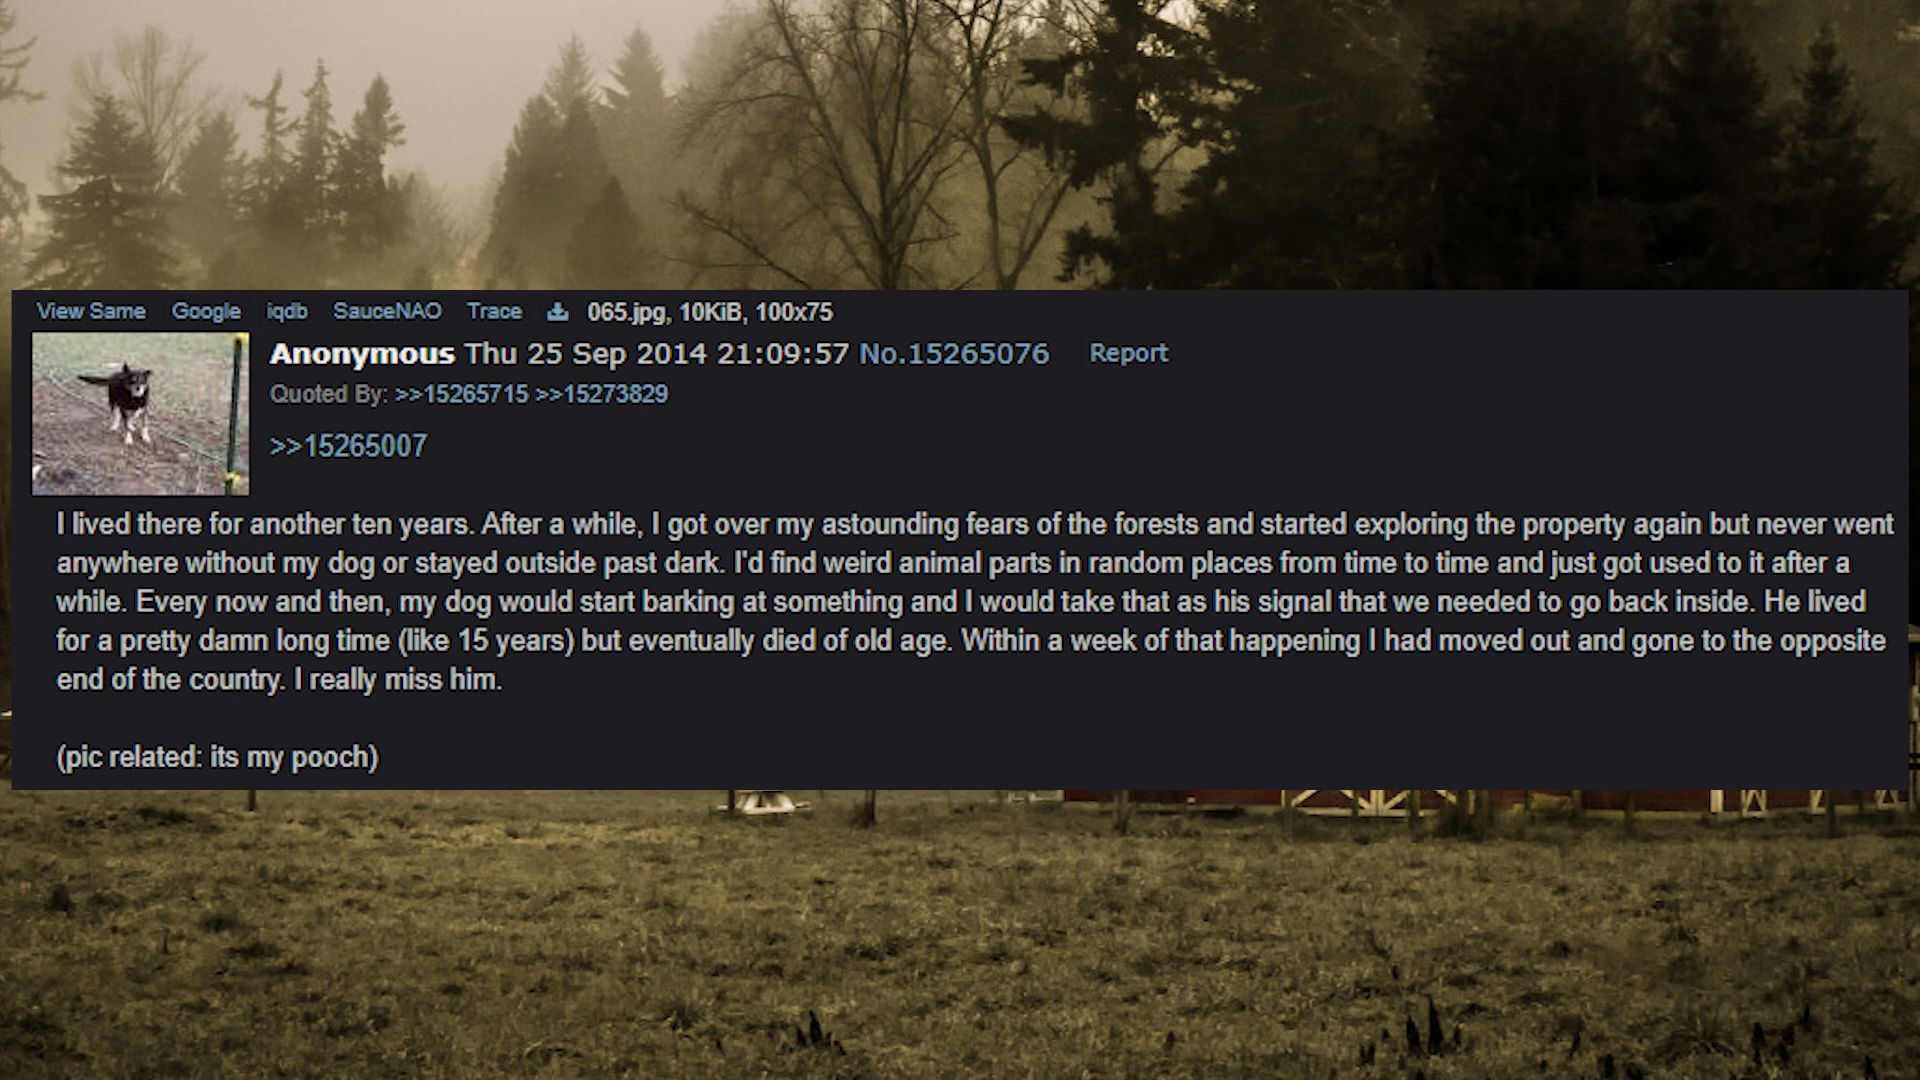 View Same Google iqdb SauceNAO Trace 065.jpg, 10KiB, 100x75
Anonymous Thu 25 Sep 2014 21:09:57 No.15265076 Report
Quoted By: >>15265715 >>15273829
>>15265007
I lived there for another ten years. After a while, I got over my astounding fears of the forests and started exploring the property again but never went
anywhere without my dog or stayed outside past dark. I'd find weird animal parts in random places from time to time and just got used to it after a
while. Every now and then, my dog would start barking at something and I would take that as his signal that we needed to go back inside. He lived
for a pretty damn long time (like 15 years) but eventually died of old age. Within a week of that happening I had moved out and gone to the opposite
end of the country. I really miss him.
(pic related: its my pooch)